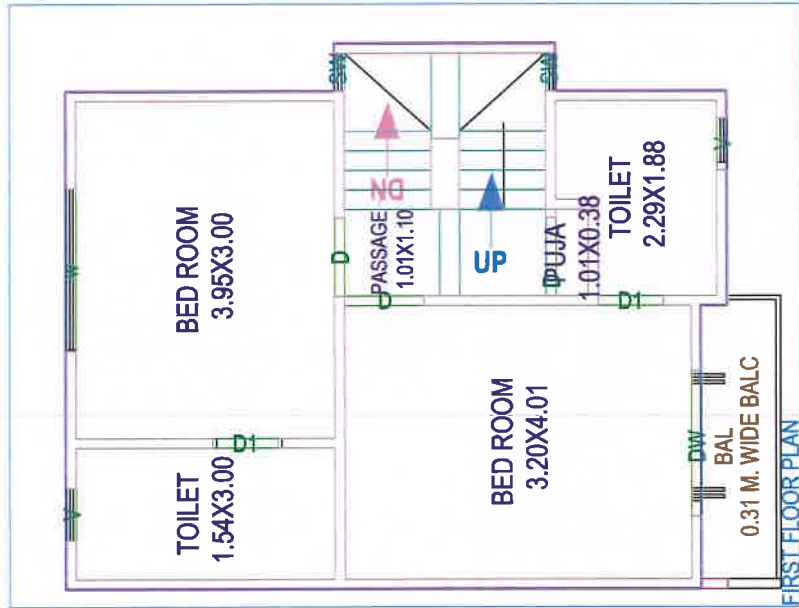 SW
SW
W
BED ROOM
3.95X3.00
DN
PASSAGE
1.01X1.10
D
D
UP
D
PUJA
1.01X0.38
TOILET
2.29X1.88
V
D1
D1
V
TOILET
1.54X3.00
BED ROOM
3.20X4.01
DW
BAL
0.31 M. WIDE BALC
FIRST FLOOR PLAN